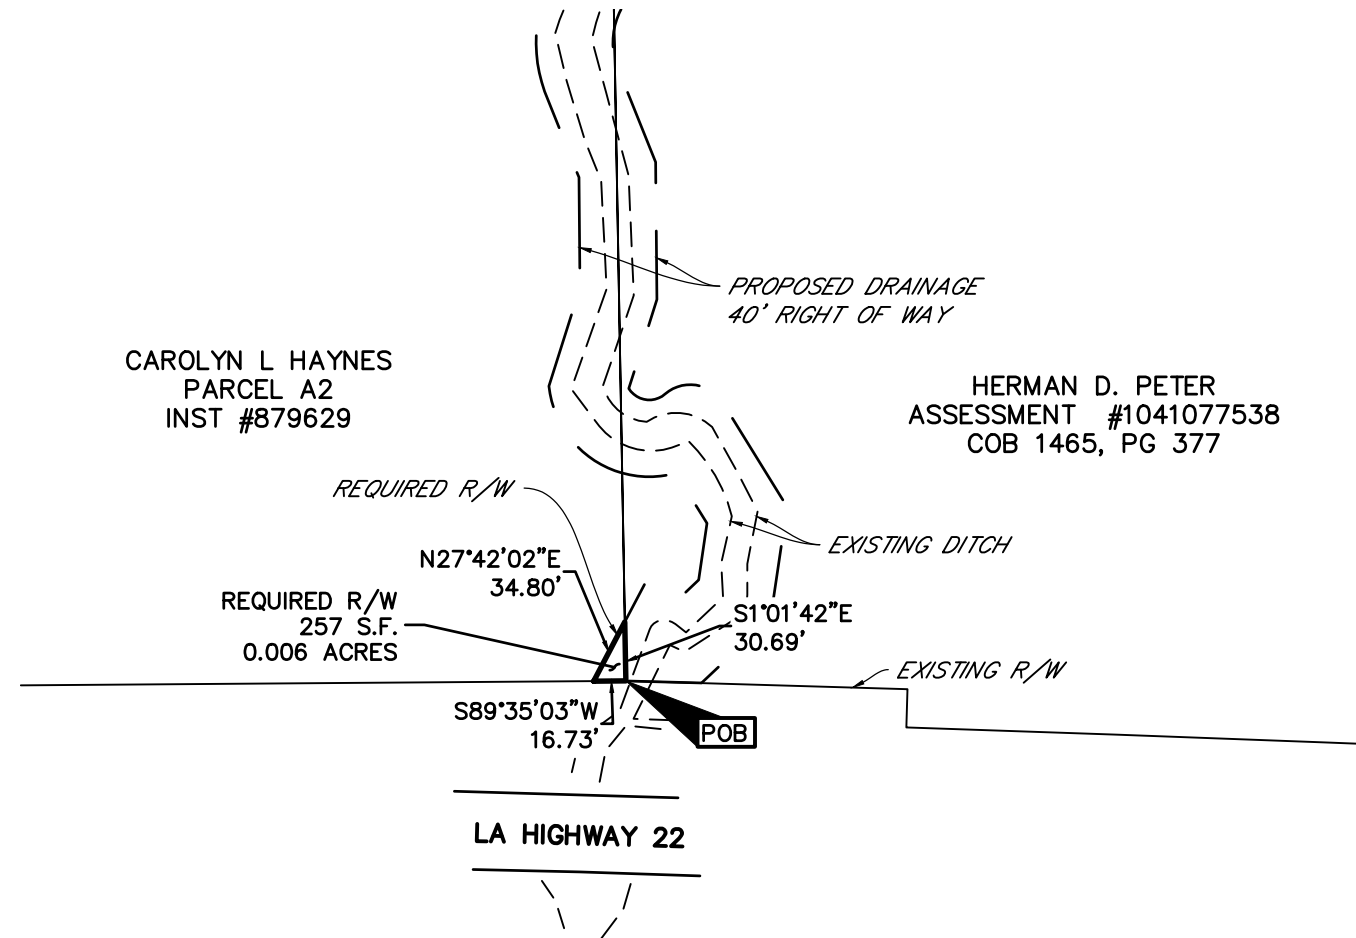 PROPOSED DRAINAGE
40' RIGHT OF WAY
CAROLYN L HAYNES
PARCEL A2
INST #879629
HERMAN D. PETER
ASSESSMENT #1041077538
COB 1465, PG 377
REQUIRED R/W
EXISTING DITCH
N27°42'02"E
34.80'
REQUIRED R/W
257 S.F.
0.006 ACRES
S1°01'42"E
30.69'
EXISTING R/W
S89°35'03"W
16.73'
POB
LA HIGHWAY 22